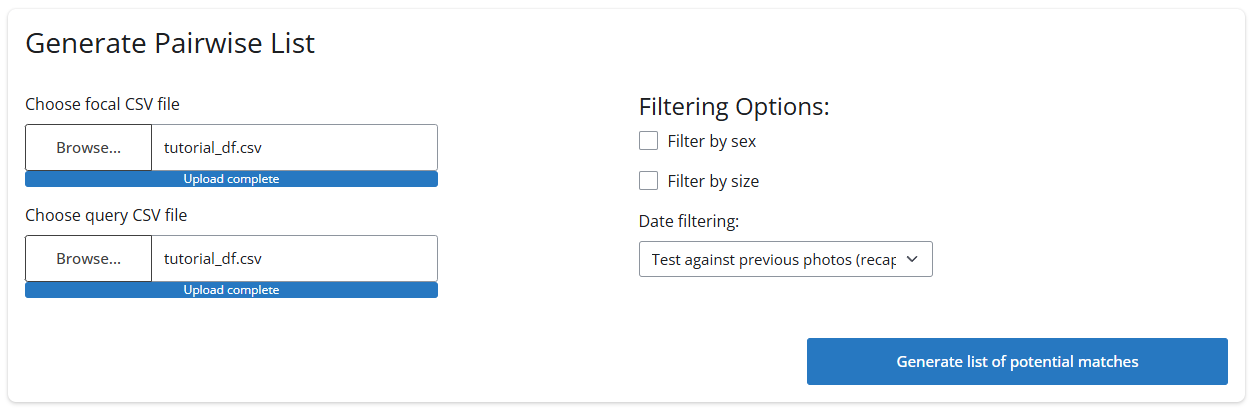 Generate Pairwise List
Choose focal CSV file
Browse...
tutorial_df.csv
Upload complete
Choose query CSV file
Browse...
tutorial_df.csv
Upload complete
Filtering Options:
Filter by sex
Filter by size
Date filtering:
Test against previous photos (recap
Generate list of potential matches